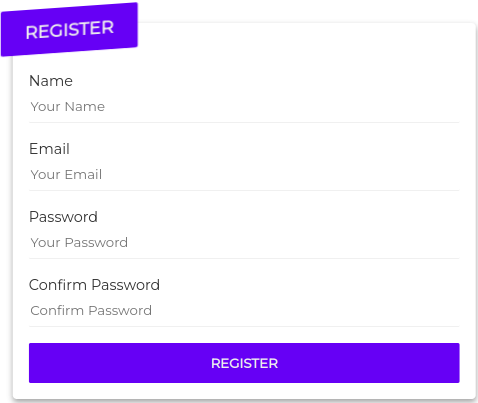 REGISTER
Name
Your Name
Email
Your Email
Password
Your Password
Confirm Password
Confirm Password
REGISTER